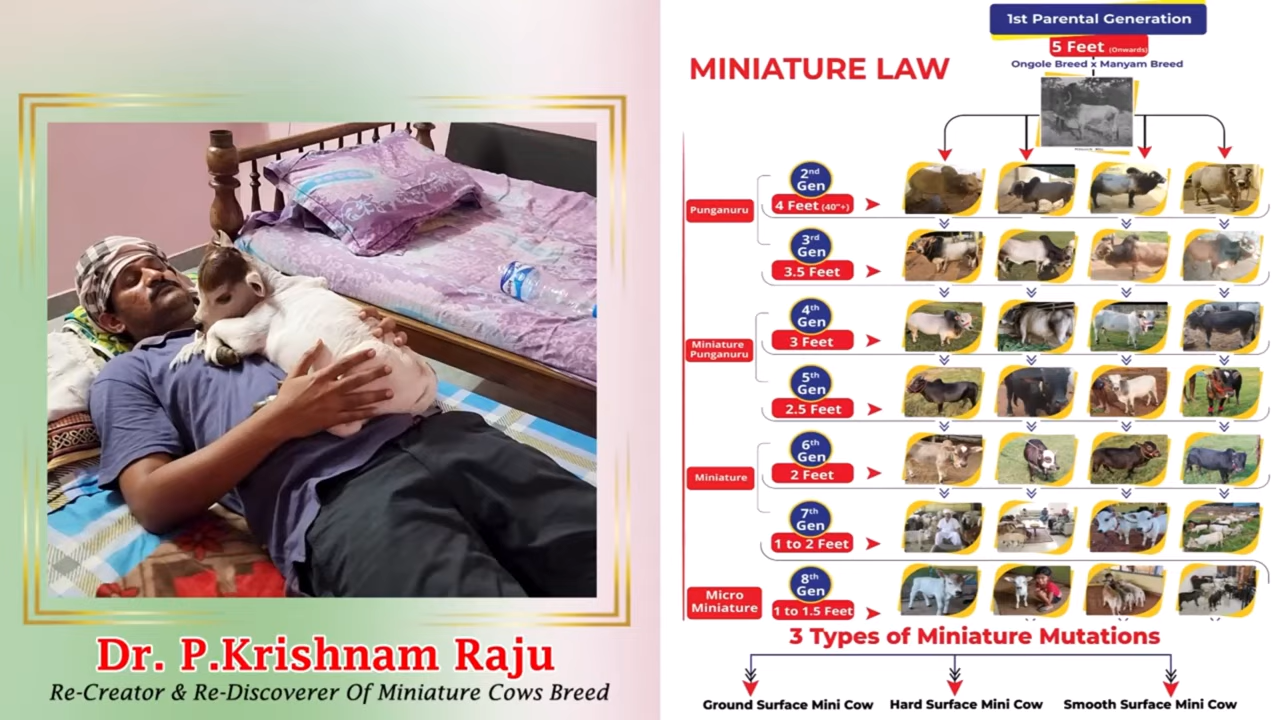 Dr. P.Krishnam Raju
Re-Creator & Re-Discoverer Of Miniature Cows Breed
MINIATURE LAW
1st Parental Generation
5 Feet (Onwards)
Ongole Breed x Manyam Breed
Punganuru
2nd
Gen
4 Feet (40"+)
3rd
Gen
3.5 Feet
Miniature
Punganuru
4th
Gen
3 Feet
5th
Gen
2.5 Feet
Miniature
6th
Gen
2 Feet
7th
Gen
1 to 2 Feet
Micro
Miniature
8th
Gen
1 to 1.5 Feet
3 Types of Miniature Mutations
Ground Surface Mini Cow
Hard Surface Mini Cow
Smooth Surface Mini Cow